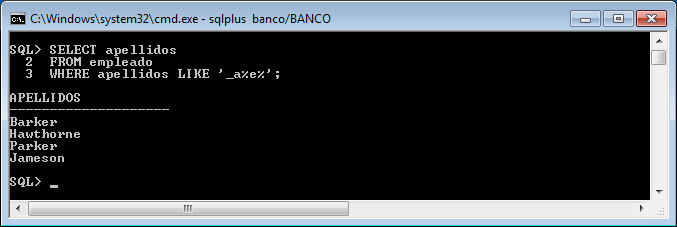 C:\Windows\system32\cmd.exe - sqlplus banco/BANCO
SQL> SELECT apellidos
2 FROM empleado
3 WHERE apellidos LIKE '_a%e%';
APELLIDOS
--------------------
Barker
Hawthorne
Parker
Jameson
SQL> _